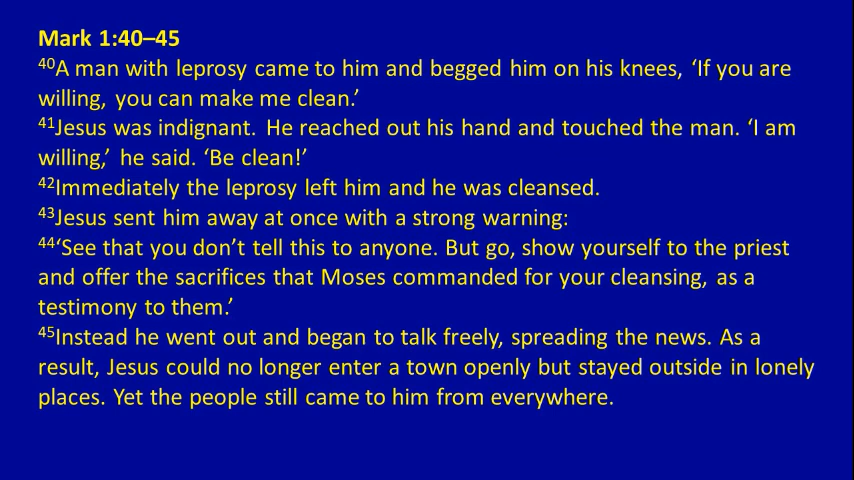 Mark 1:40–45
⁴⁰A man with leprosy came to him and begged him on his knees, ‘If you are
willing, you can make me clean.’
⁴¹Jesus was indignant. He reached out his hand and touched the man. ‘I am
willing,’ he said. ‘Be clean!’
⁴²Immediately the leprosy left him and he was cleansed.
⁴³Jesus sent him away at once with a strong warning:
⁴⁴‘See that you don’t tell this to anyone. But go, show yourself to the priest
and offer the sacrifices that Moses commanded for your cleansing, as a
testimony to them.’
⁴⁵Instead he went out and began to talk freely, spreading the news. As a
result, Jesus could no longer enter a town openly but stayed outside in lonely
places. Yet the people still came to him from everywhere.